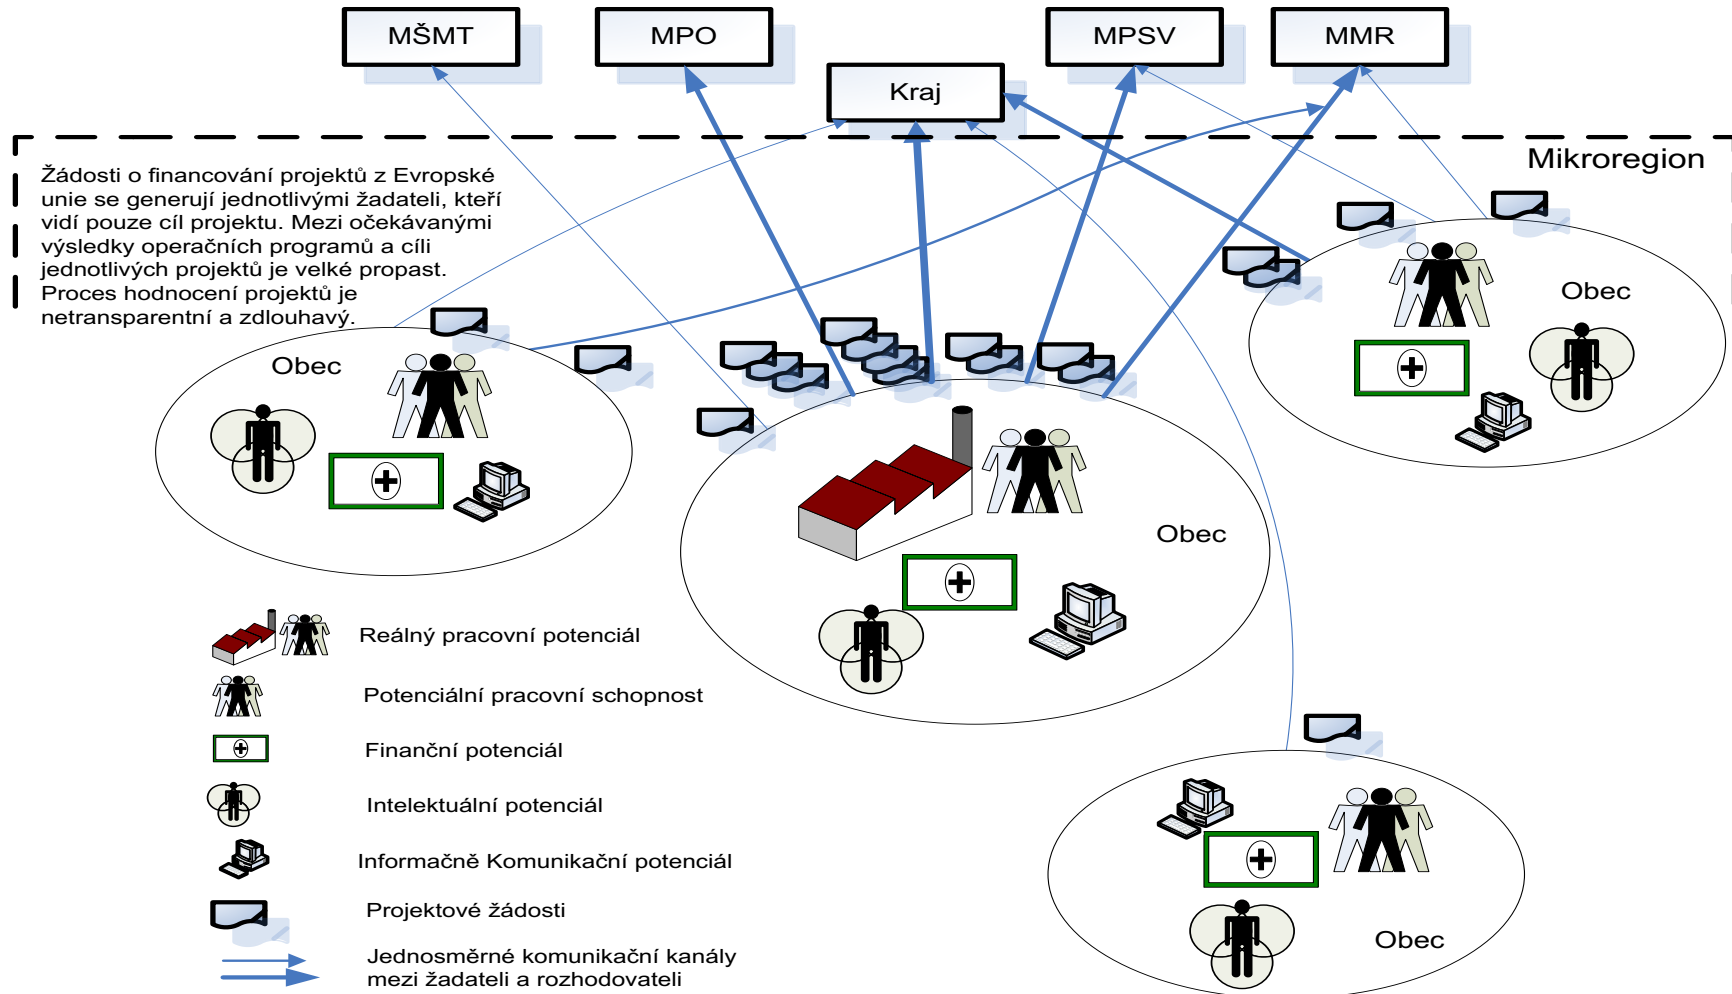 MŠMT
MPO
MPSV
MMR
Kraj
Mikroregion
Žádosti o financování projektů z Evropské
unie se generují jednotlivými žadateli, kteří
vidí pouze cíl projektu. Mezi očekávanými
výsledky operačních programů a cíli
jednotlivých projektů je velké propast.
Proces hodnocení projektů je
netransparentní a zdlouhavý.
Obec
Obec
Obec
Reálný pracovní potenciál
Potenciální pracovní schopnost
Finanční potenciál
Intelektuální potenciál
Informačně Komunikační potenciál
Projektové žádosti
Obec
Jednosměrné komunikační kanály
mezi žadateli a rozhodovateli